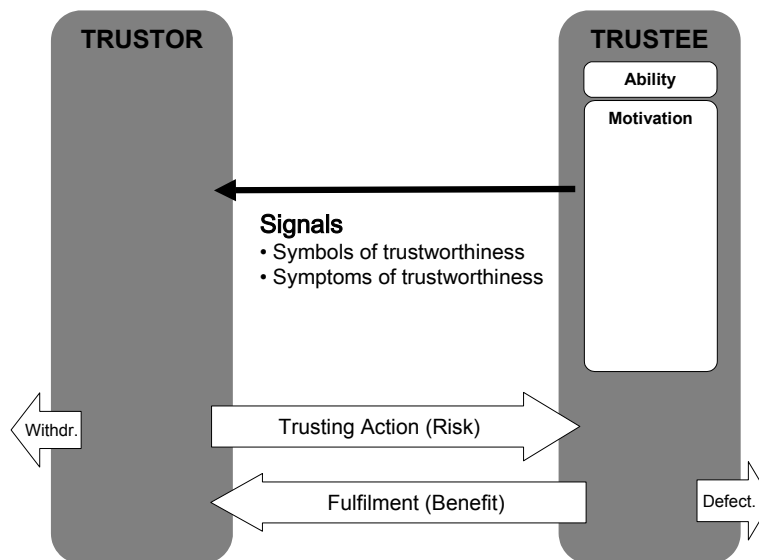 TRUSTOR
TRUSTEE
Ability
Motivation
Signals
• Symbols of trustworthiness
• Symptoms of trustworthiness
Withdr.
Trusting Action (Risk)
Fulfilment (Benefit)
Defect.